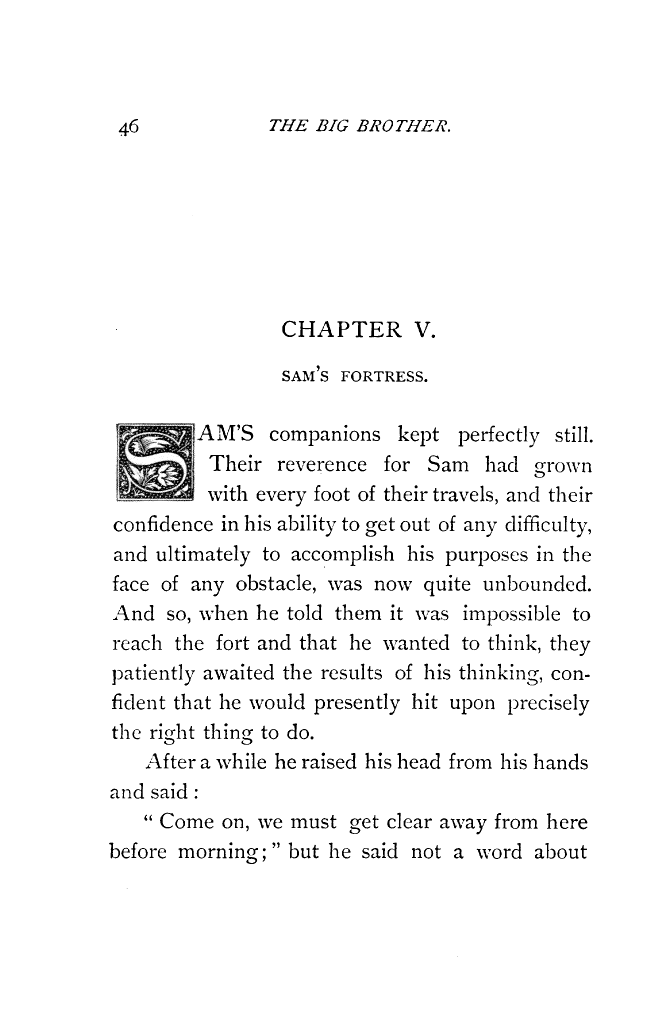 46 THE BIG BROTHER.
CHAPTER V.
SAM'S FORTRESS.
SAM'S companions kept perfectly still.
Their reverence for Sam had grown
with every foot of their travels, and their
confidence in his ability to get out of any difficulty,
and ultimately to accomplish his purposes in the
face of any obstacle, was now quite unbounded.
And so, when he told them it was impossible to
reach the fort and that he wanted to think, they
patiently awaited the results of his thinking, con-
fident that he would presently hit upon precisely
the right thing to do.
After a while he raised his head from his hands
and said :
“ Come on, we must get clear away from here
before morning; ” but he said not a word about